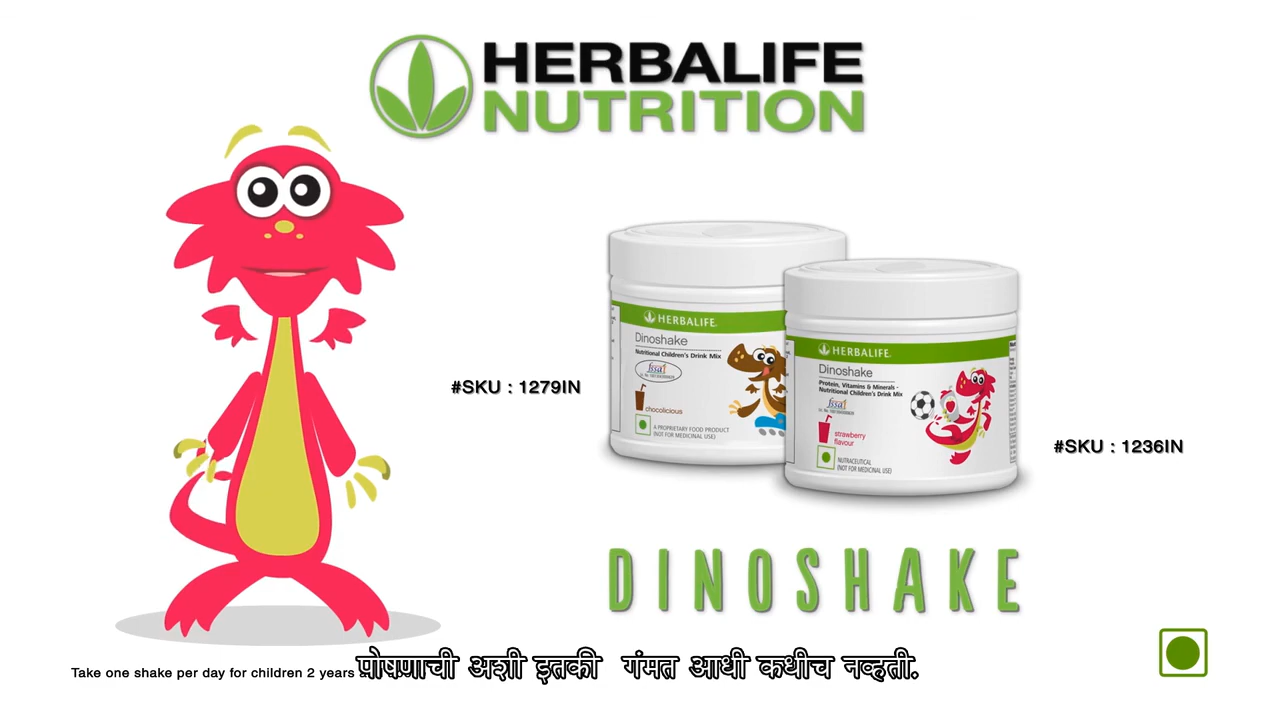 HERBALIFE
NUTRITION
HERBALIFE
Dinoshake
Nutritional Children's Drink Mix
fssai
chocolicious
A PROPRIETARY FOOD PRODUCT
(NOT FOR MEDICINAL USE)
HERBALIFE
Dinoshake
Protein, Vitamins & Minerals -
Nutritional Children's Drink Mix
fssai
strawberry
flavour
NUTRACEUTICAL
(NOT FOR MEDICINAL USE)
#SKU : 1279IN
#SKU : 1236IN
DINOSHAKE
Take one shake per day for children 2 years
पोषणाची अशी इतकी गंमत आधी कधीच नव्हती.